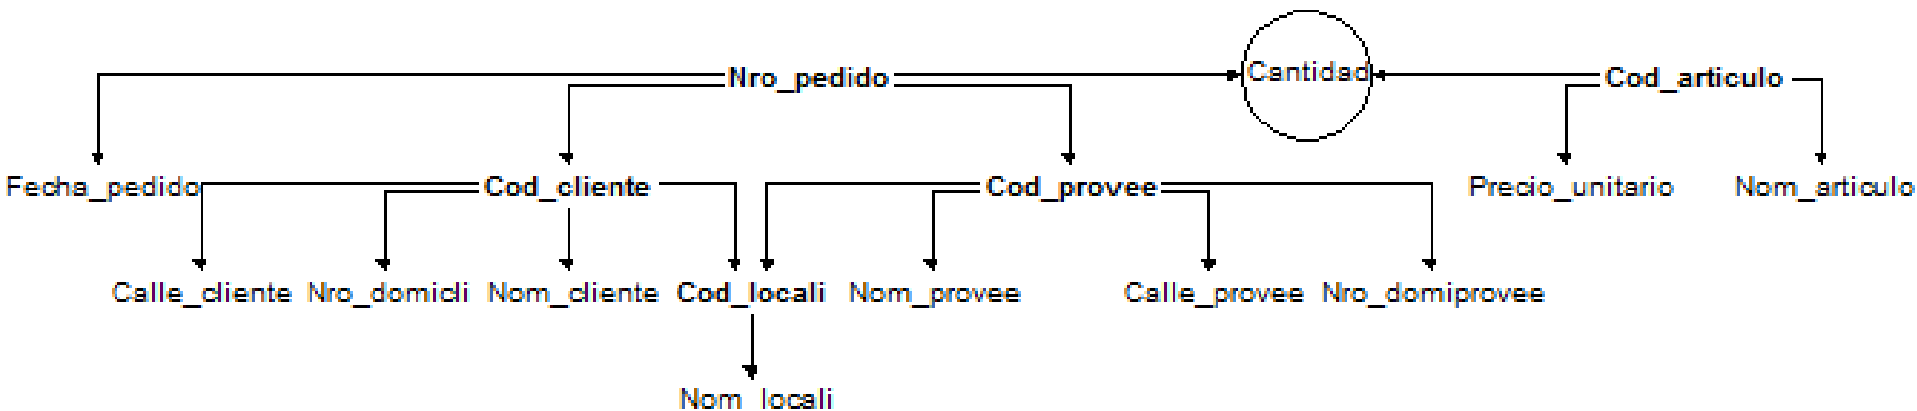 Nro_pedido Cantidad Cod_articulo
Fecha_pedido Cod_cliente Cod_provee Precio_unitario Nom_articulo
Calle_cliente Nro_domicli Nom_cliente Cod_locali Nom_provee Calle_provee Nro_domiprovee
Nom_locali